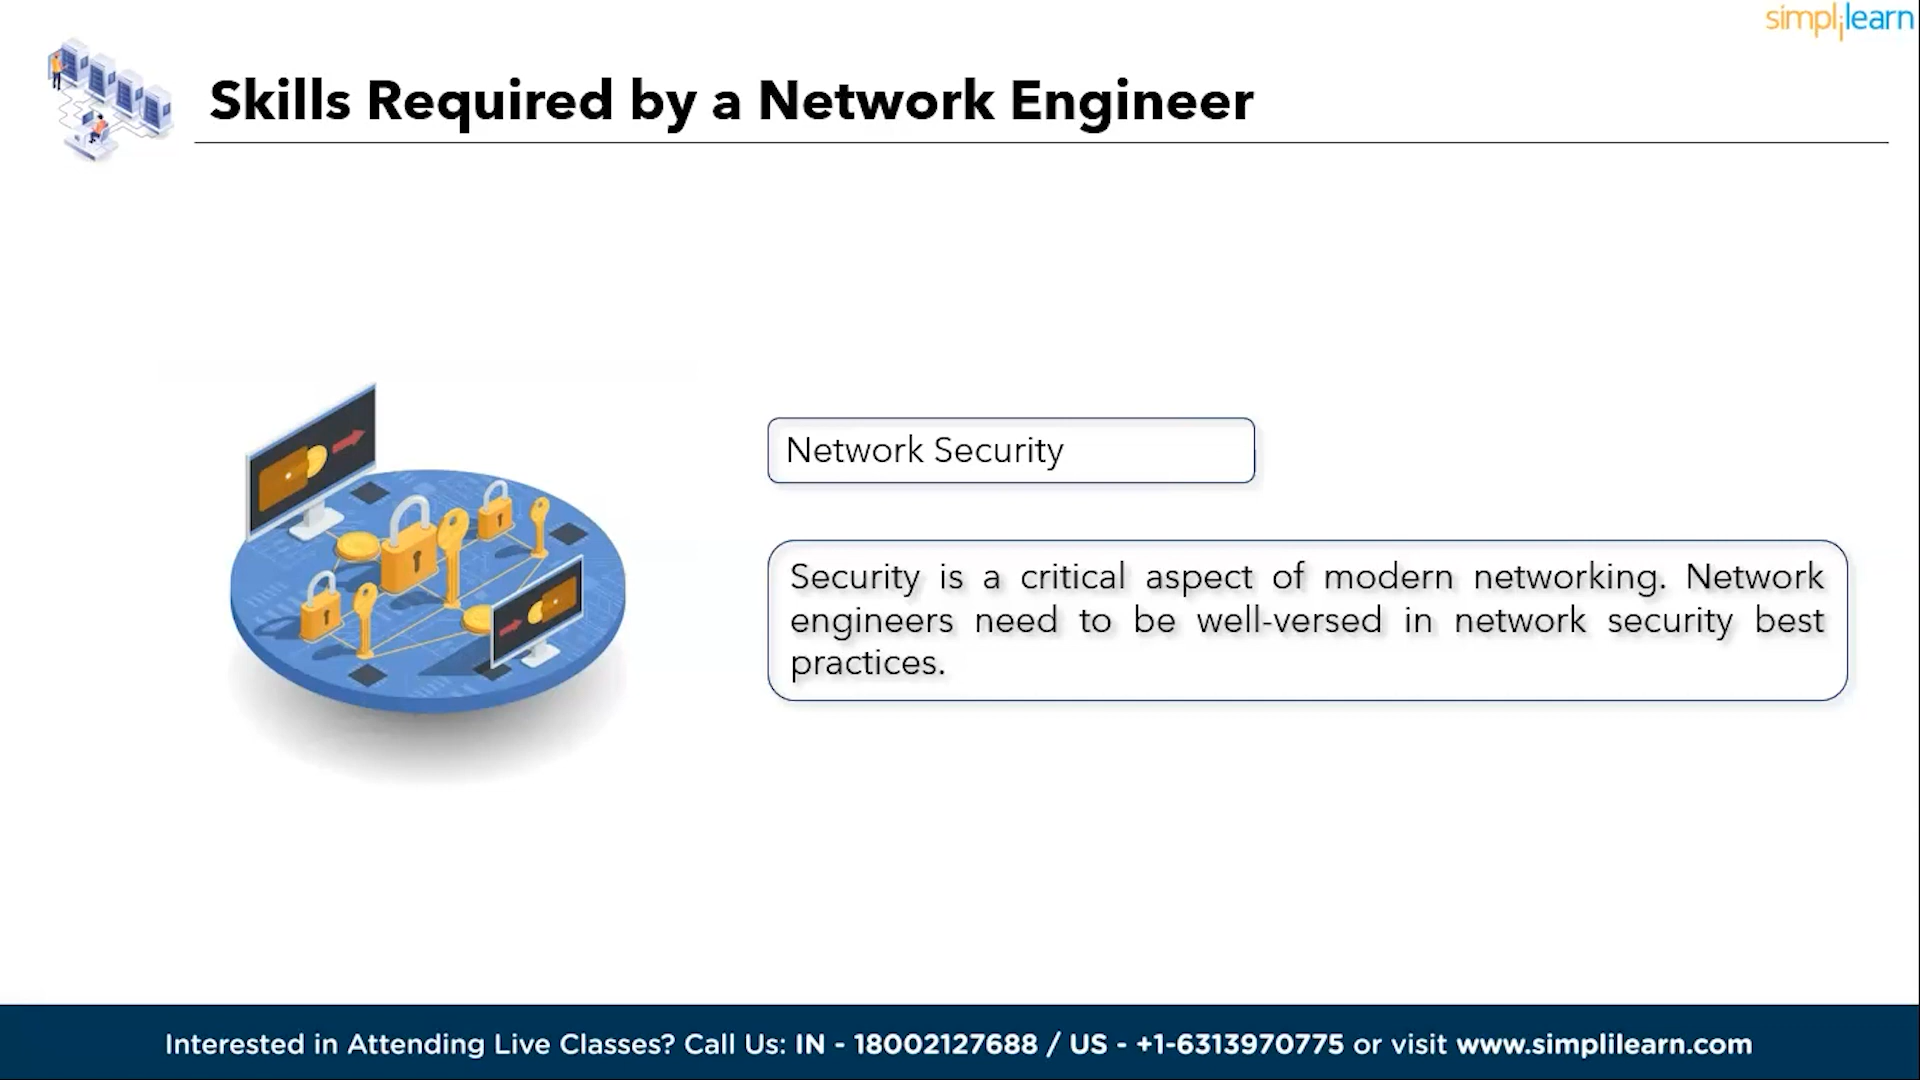 simplilearn
Skills Required by a Network Engineer
Network Security
Security is a critical aspect of modern networking. Network
engineers need to be well-versed in network security best
practices.
Interested in Attending Live Classes? Call Us: IN - 18002127688 / US - +1-6313970775 or visit www.simplilearn.com